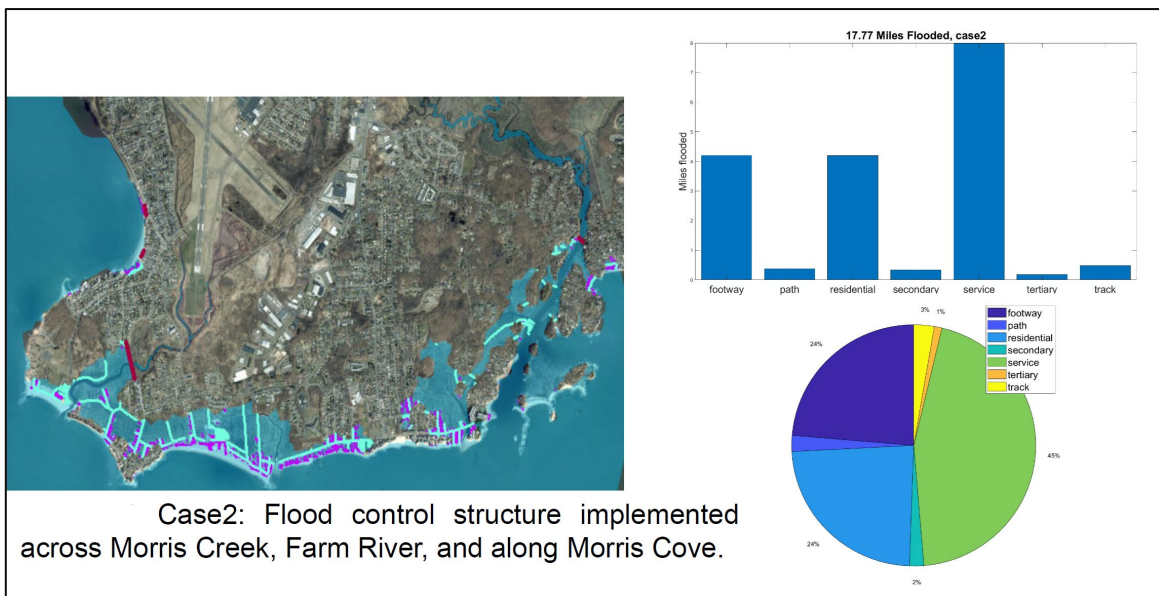 17.77 Miles Flooded, case2
Miles flooded
8
7
6
5
4
3
2
1
0
footway
path
residential
secondary
service
tertiary
track
3%
1%
24%
45%
24%
2%
footway
path
residential
secondary
service
tertiary
track
Case2: Flood control structure implemented
across Morris Creek, Farm River, and along Morris Cove.